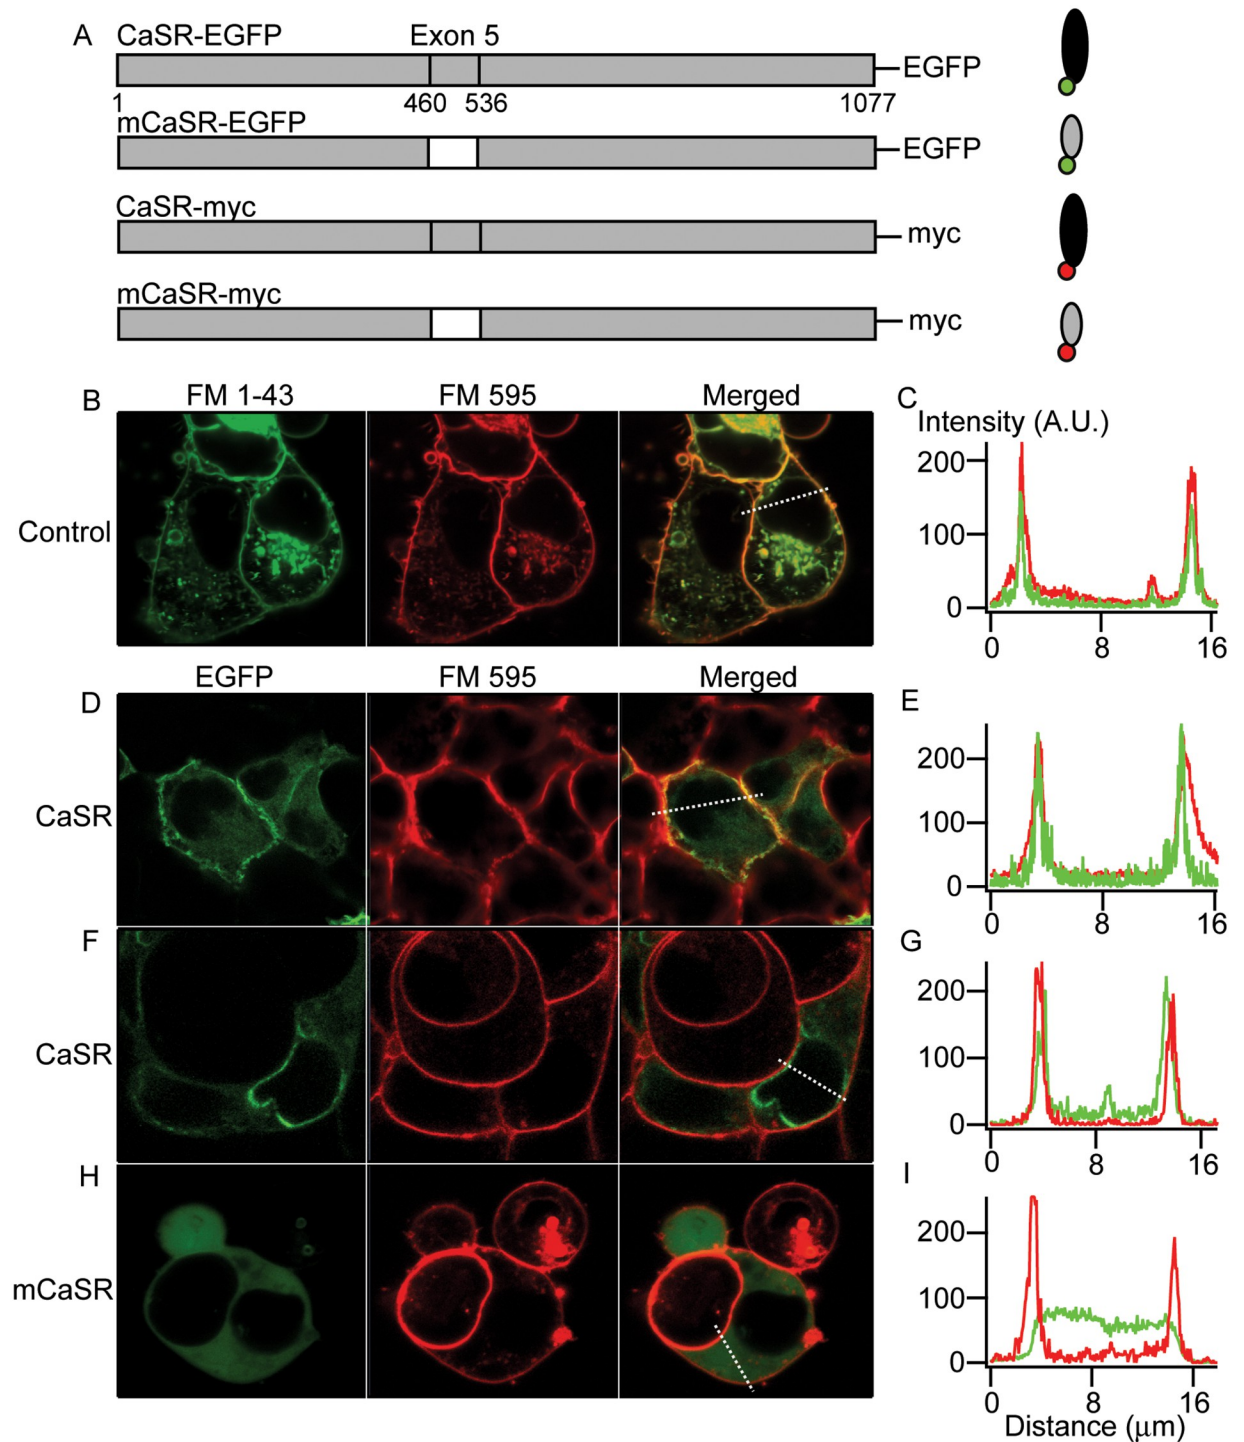 A
CaSR-EGFP
Exon 5
EGFP
1
460
536
1077
mCaSR-EGFP
EGFP
CaSR-myc
myc
mCaSR-myc
myc
B
FM 1-43
FM 595
Merged
Control
C
Intensity (A.U.)
200
100
0
0
8
16
EGFP
FM 595
Merged
D
CaSR
E
200
100
0
0
8
16
F
CaSR
G
200
100
0
0
8
16
H
mCaSR
I
200
100
0
0
8
16
Distance (μm)